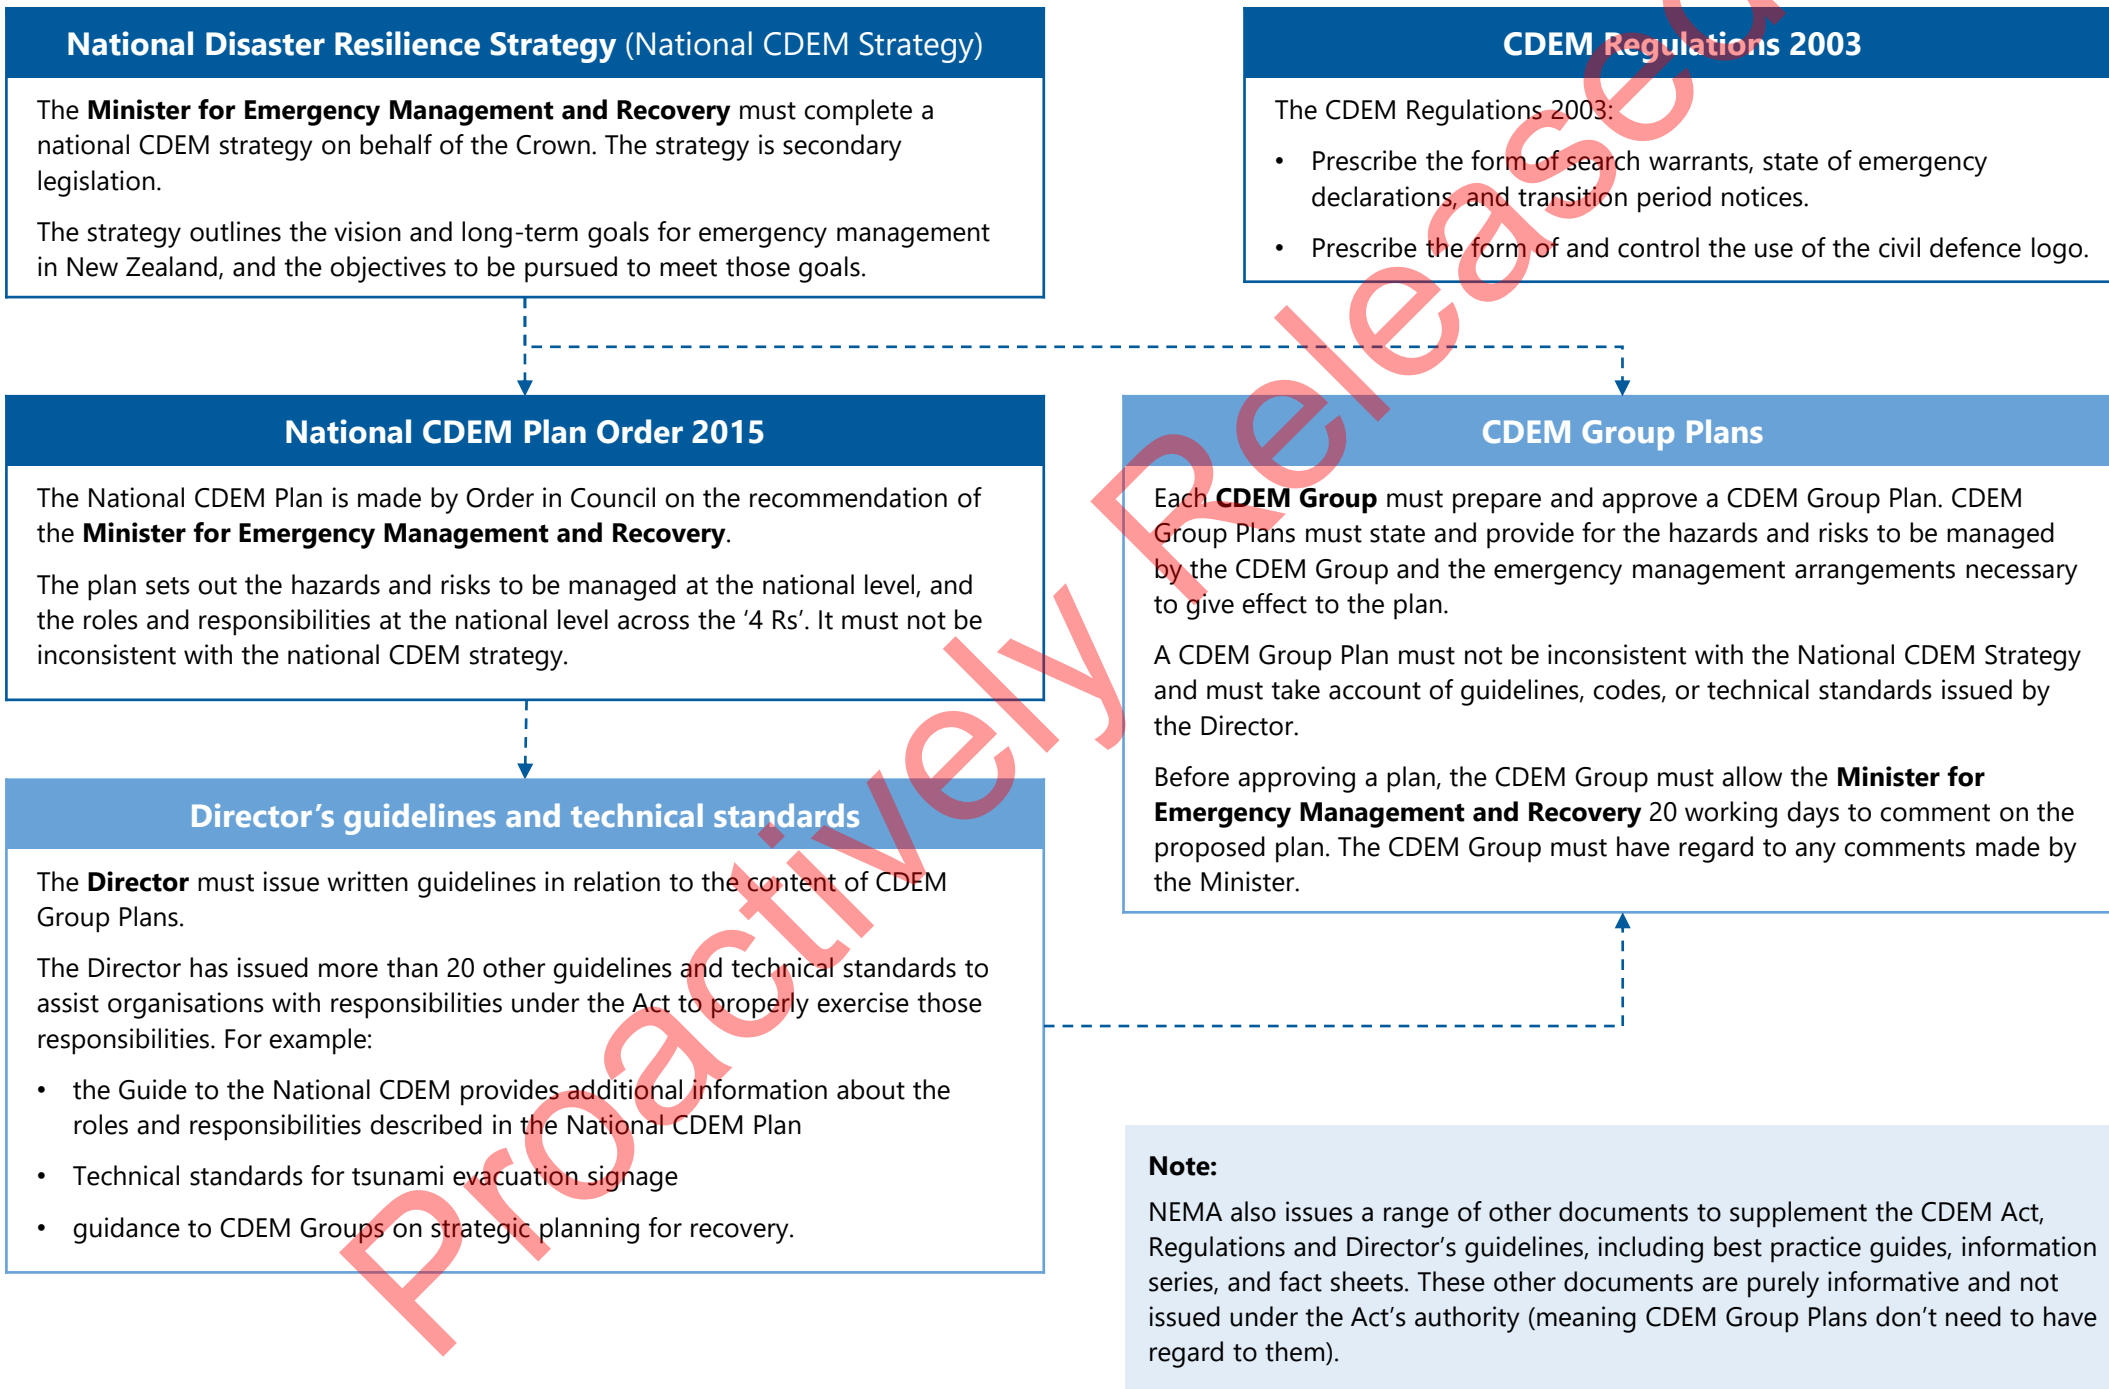 National Disaster Resilience Strategy (National CDEM Strategy)
The Minister for Emergency Management and Recovery must complete a
national CDEM strategy on behalf of the Crown. The strategy is secondary
legislation.
The strategy outlines the vision and long-term goals for emergency management
in New Zealand, and the objectives to be pursued to meet those goals.
CDEM Regulations 2003
The CDEM Regulations 2003:
• Prescribe the form of search warrants, state of emergency
declarations, and transition period notices.
• Prescribe the form of and control the use of the civil defence logo.
National CDEM Plan Order 2015
The National CDEM Plan is made by Order in Council on the recommendation of
the Minister for Emergency Management and Recovery.
The plan sets out the hazards and risks to be managed at the national level, and
the roles and responsibilities at the national level across the ‘4 Rs’. It must not be
inconsistent with the national CDEM strategy.
CDEM Group Plans
Each CDEM Group must prepare and approve a CDEM Group Plan. CDEM
Group Plans must state and provide for the hazards and risks to be managed
by the CDEM Group and the emergency management arrangements necessary
to give effect to the plan.
A CDEM Group Plan must not be inconsistent with the National CDEM Strategy
and must take account of guidelines, codes, or technical standards issued by
the Director.
Before approving a plan, the CDEM Group must allow the Minister for
Emergency Management and Recovery 20 working days to comment on the
proposed plan. The CDEM Group must have regard to any comments made by
the Minister.
Director’s guidelines and technical standards
The Director must issue written guidelines in relation to the content of CDEM
Group Plans.
The Director has issued more than 20 other guidelines and technical standards to
assist organisations with responsibilities under the Act to properly exercise those
responsibilities. For example:
• the Guide to the National CDEM provides additional information about the
roles and responsibilities described in the National CDEM Plan
• Technical standards for tsunami evacuation signage
• guidance to CDEM Groups on strategic planning for recovery.
Note:
NEMA also issues a range of other documents to supplement the CDEM Act,
Regulations and Director’s guidelines, including best practice guides, information
series, and fact sheets. These other documents are purely informative and not
issued under the Act’s authority (meaning CDEM Group Plans don’t need to have
regard to them).
Proactively Released